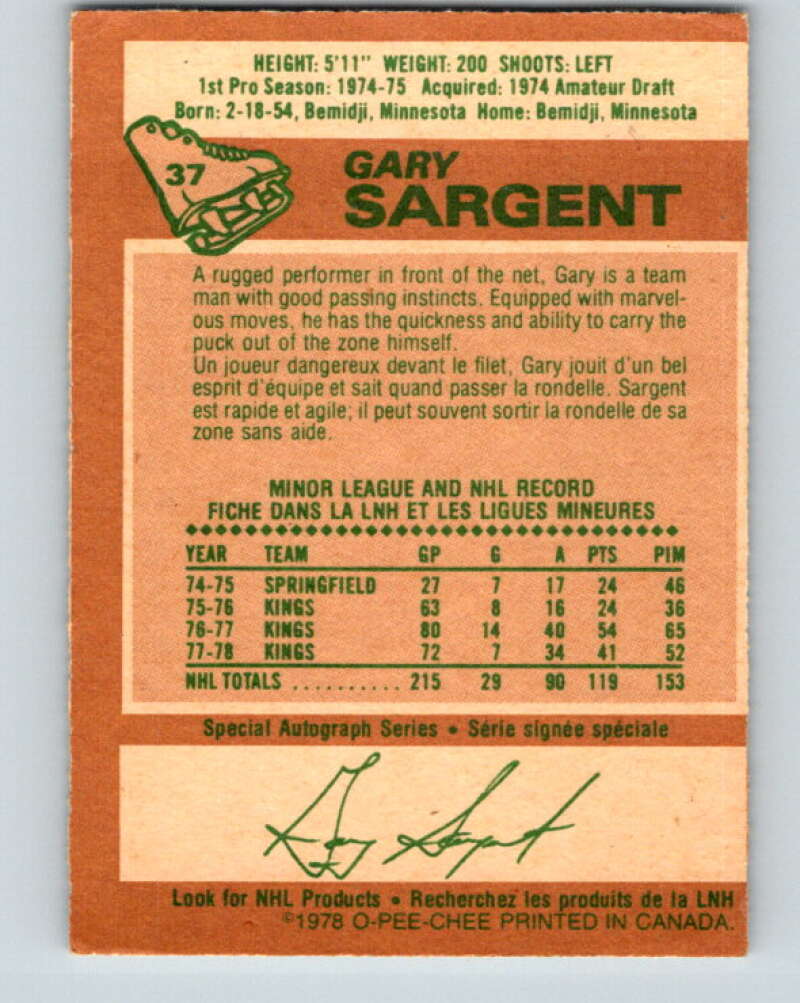 HEIGHT: 5'11" WEIGHT: 200 SHOOTS: LEFT
1st Pro Season: 1974-75 Acquired: 1974 Amateur Draft
Born: 2-18-54, Bemidji, Minnesota Home: Bemidji, Minnesota
37
GARY
SARGENT
A rugged performer in front of the net, Gary is a team
man with good passing instincts. Equipped with marvel-
ous moves, he has the quickness and ability to carry the
puck out of the zone himself.
Un joueur dangereux devant le filet, Gary jouit d'un bel
esprit d'équipe et sait quand passer la rondelle. Sargent
est rapide et agile; il peut souvent sortir la rondelle de sa
zone sans aide.
MINOR LEAGUE AND NHL RECORD
FICHE DANS LA LNH ET LES LIGUES MINEURES
YEAR TEAM GP G A PTS PIM
74-75 SPRINGFIELD 27 7 17 24 46
75-76 KINGS 63 8 16 24 36
76-77 KINGS 80 14 40 54 65
77-78 KINGS 72 7 34 41 52
NHL TOTALS .......... 215 29 90 119 153
Special Autograph Series • Série signée spéciale
Gary Sargent
Look for NHL Products • Recherchez les produits de la LNH
©1978 O-PEE-CHEE PRINTED IN CANADA.